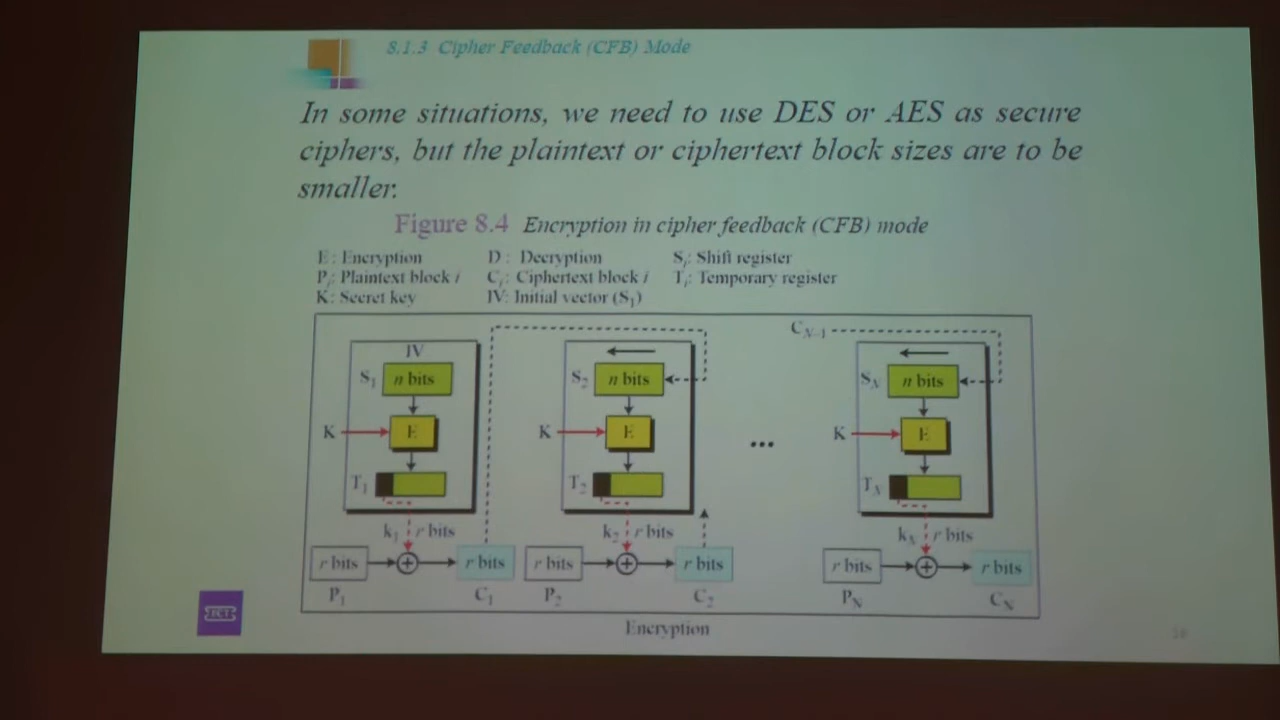 8.1.3 Cipher Feedback (CFB) Mode
In some situations, we need to use DES or AES as secure
ciphers, but the plaintext or ciphertext block sizes are to be
smaller.
Figure 8.4 Encryption in cipher feedback (CFB) mode
E: Encryption D: Decryption Si: Shift register
Pi: Plaintext block i Ci: Ciphertext block i Ti: Temporary register
K: Secret key IV: Initial vector (S1)
CN-1
IV
S1 n bits S2 n bits SN n bits
K E K E K E
...
T1 T2 TN
k1 r bits k2 r bits kN r bits
r bits r bits r bits r bits r bits r bits
P1 C1 P2 C2 PN CN
Encryption